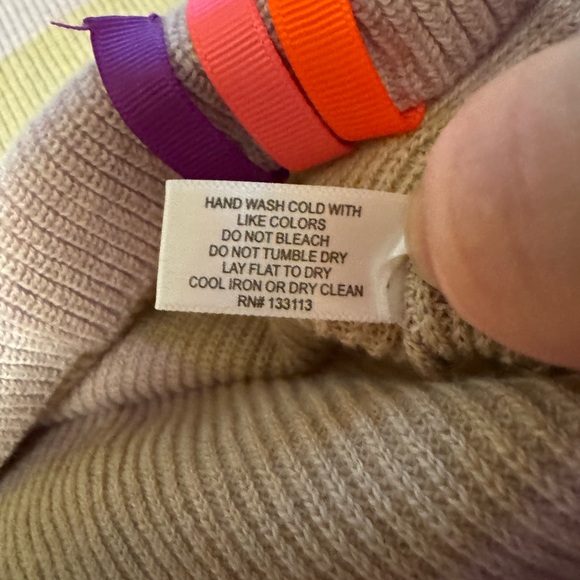 HAND WASH COLD WITH
LIKE COLORS
DO NOT BLEACH
DO NOT TUMBLE DRY
LAY FLAT TO DRY
COOL IRON OR DRY CLEAN
RN# 133113